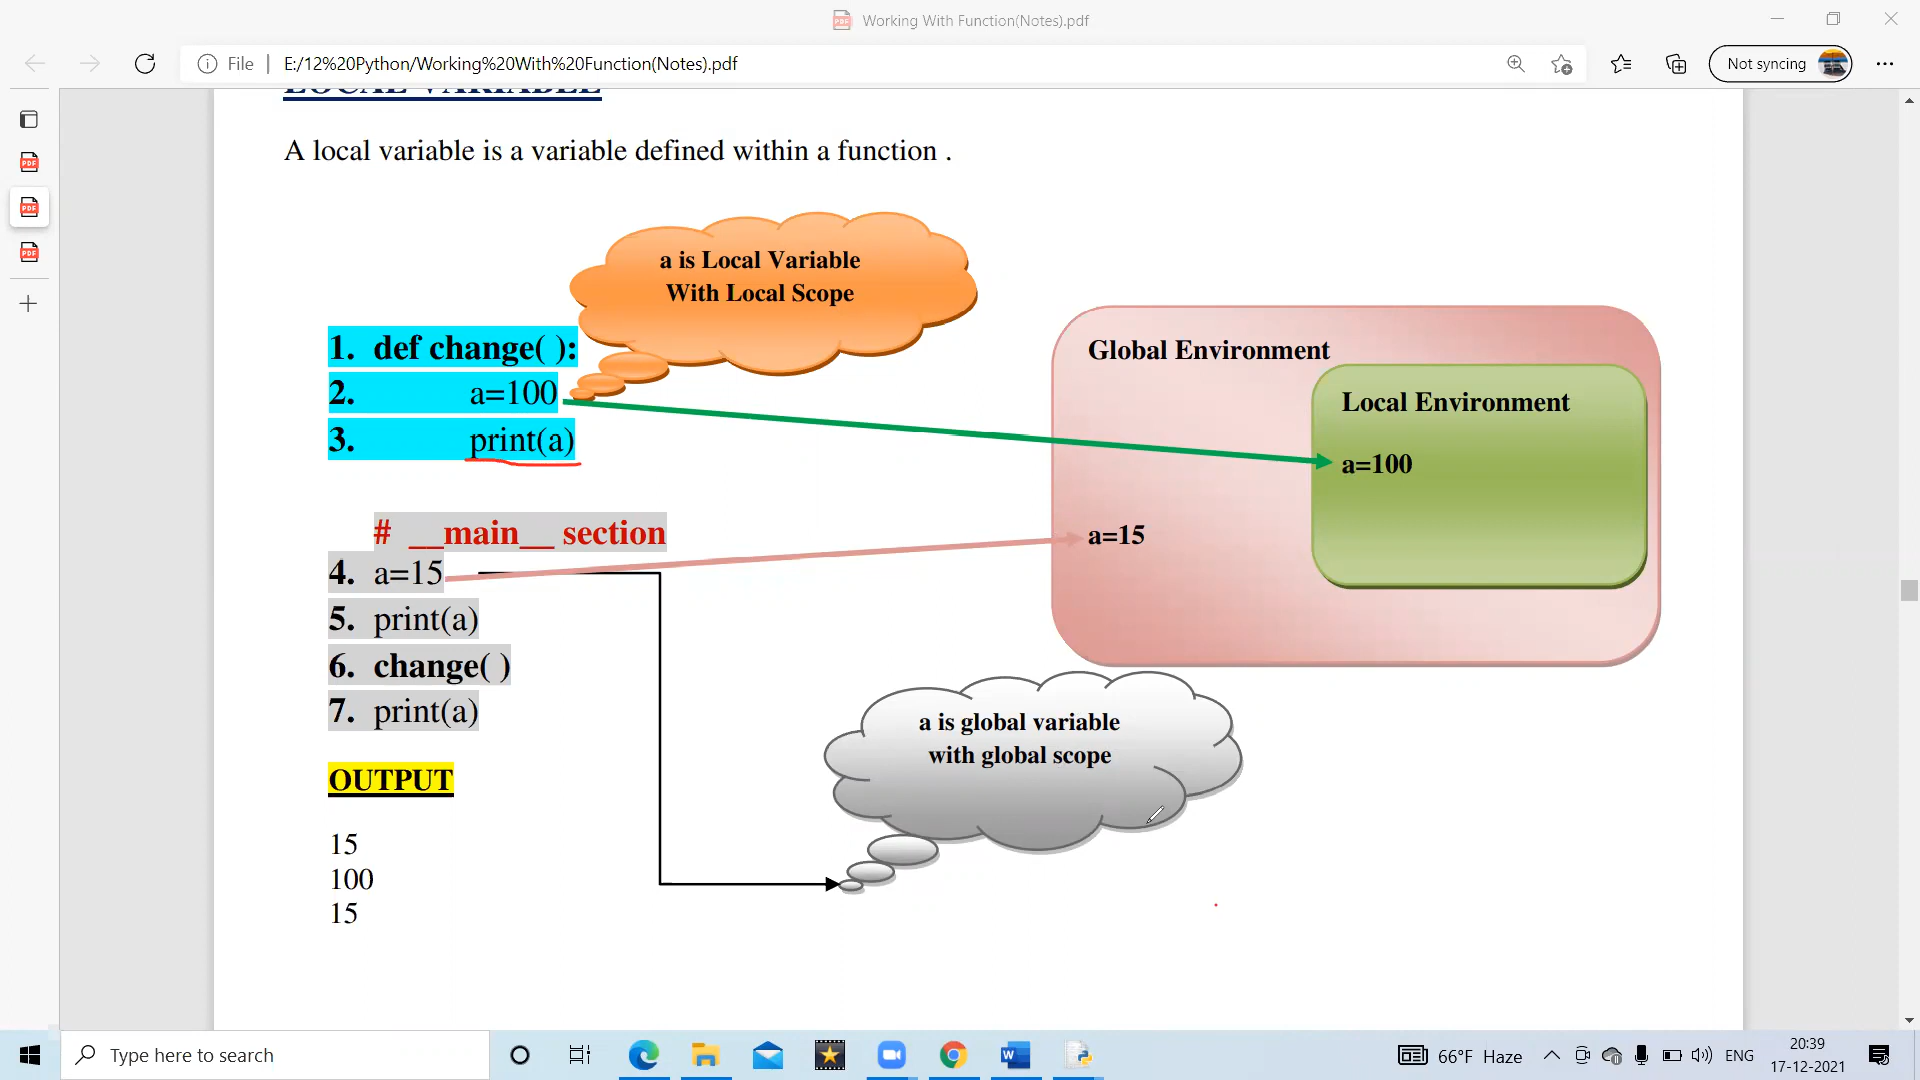 Working With Function(Notes).pdf
File | E:/12%20Python/Working%20With%20Function(Notes).pdf
Not syncing
LOCAL VARIABLE
A local variable is a variable defined within a function .
a is Local Variable
With Local Scope
1. def change( ):
2. a=100
3. print(a)
Global Environment
Local Environment
a=100
a=15
# __main__ section
4. a=15
5. print(a)
6. change( )
7. print(a)
a is global variable
with global scope
OUTPUT
15
100
15
Type here to search
66°F Haze
ENG
20:39
17-12-2021